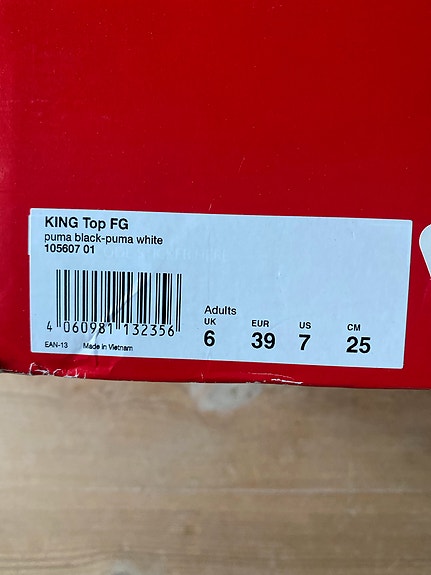 KING Top FG
puma black-puma white
105607 01
4 060981 132356
EAN-13 Made in Vietnam
Adults
UK EUR US CM
6 39 7 25